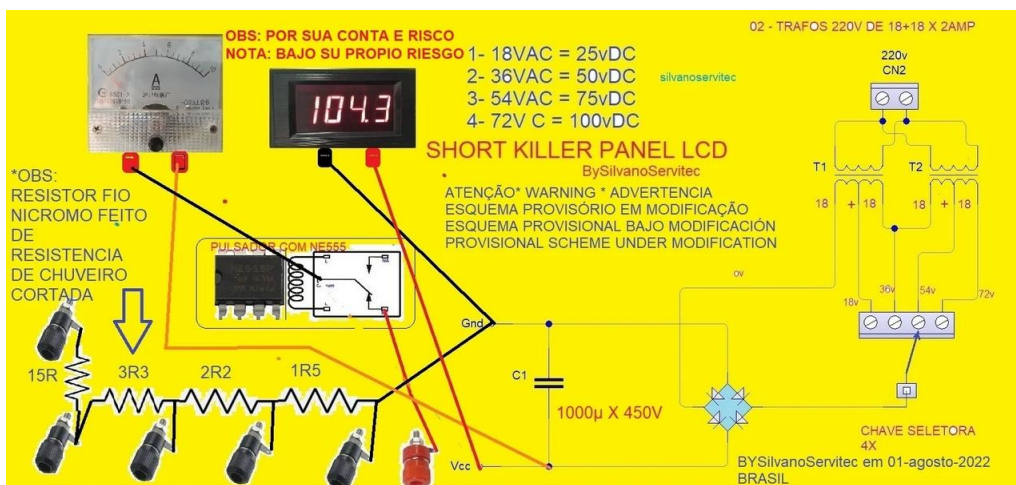 OBS: POR SUA CONTA E RISCO
NOTA: BAJO SU PROPIO RIESGO
02 - TRAFOS 220V DE 18+18 X 2AMP
1- 18VAC = 25vDC
2- 36VAC = 50vDC
3- 54VAC = 75vDC
4- 72V C = 100vDC
silvanoservitec
220v
CN2
A
104.3
SHORT KILLER PANEL LCD
BySilvanoServitec
ATENÇÃO* WARNING * ADVERTENCIA
ESQUEMA PROVISÓRIO EM MODIFICAÇÃO
ESQUEMA PROVISIONAL BAJO MODIFICACIÓN
PROVISIONAL SCHEME UNDER MODIFICATION
T1
T2
18 + 18
18 + 18
*OBS:
RESISTOR FIO
NICROMO FEITO
DE
RESISTENCIA
DE CHUVEIRO
CORTADA
PULSADOR COM NE555
0v
18v
36v
54v
72v
Gnd
15R
3R3
2R2
1R5
C1
1000µ X 450V
Vcc
CHAVE SELETORA
4X
BYSilvanoServitec em 01-agosto-2022
BRASIL